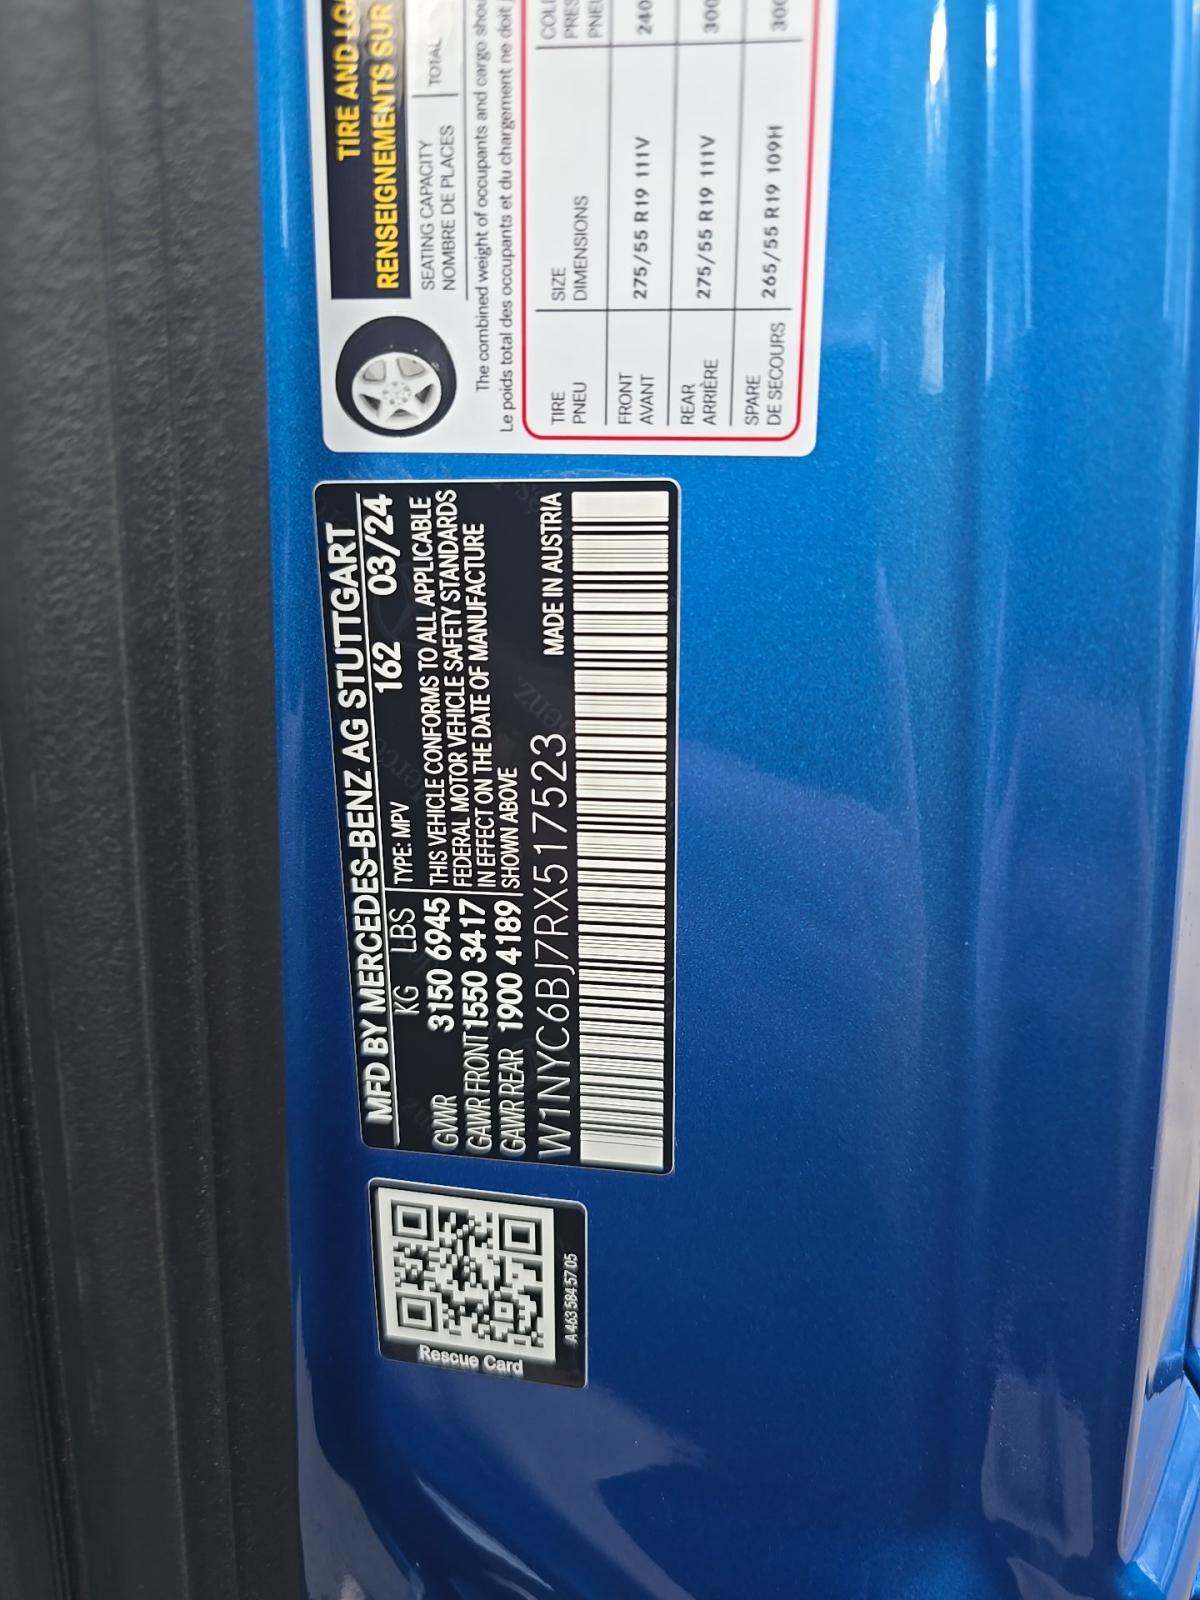 TIRE AND LO
RENSEIGNEMENTS SUR
SEATING CAPACITY
NOMBRE DE PLACES
TOTAL
The combined weight of occupants and cargo shou
Le poids total des occupants et du chargement ne doit
TIRE
PNEU
SIZE
DIMENSIONS
COL
PRES
PNEU
FRONT
AVANT
275/55 R19 111V
240
REAR
ARRIÈRE
275/55 R19 111V
300
SPARE
DE SECOURS
265/55 R19 109H
300
MFD BY MERCEDES-BENZ AG STUTTGART
KG LBS TYPE: MPV 162 03/24
GVWR 3150 6945 THIS VEHICLE CONFORMS TO ALL APPLICABLE
GAWR FRONT 1550 3417 FEDERAL MOTOR VEHICLE SAFETY STANDARDS
IN EFFECT ON THE DATE OF MANUFACTURE
GAWR REAR 1900 4189 SHOWN ABOVE
W1NYC6BJ7RX517523 MADE IN AUSTRIA
Rescue Card
A 463 584 57 05